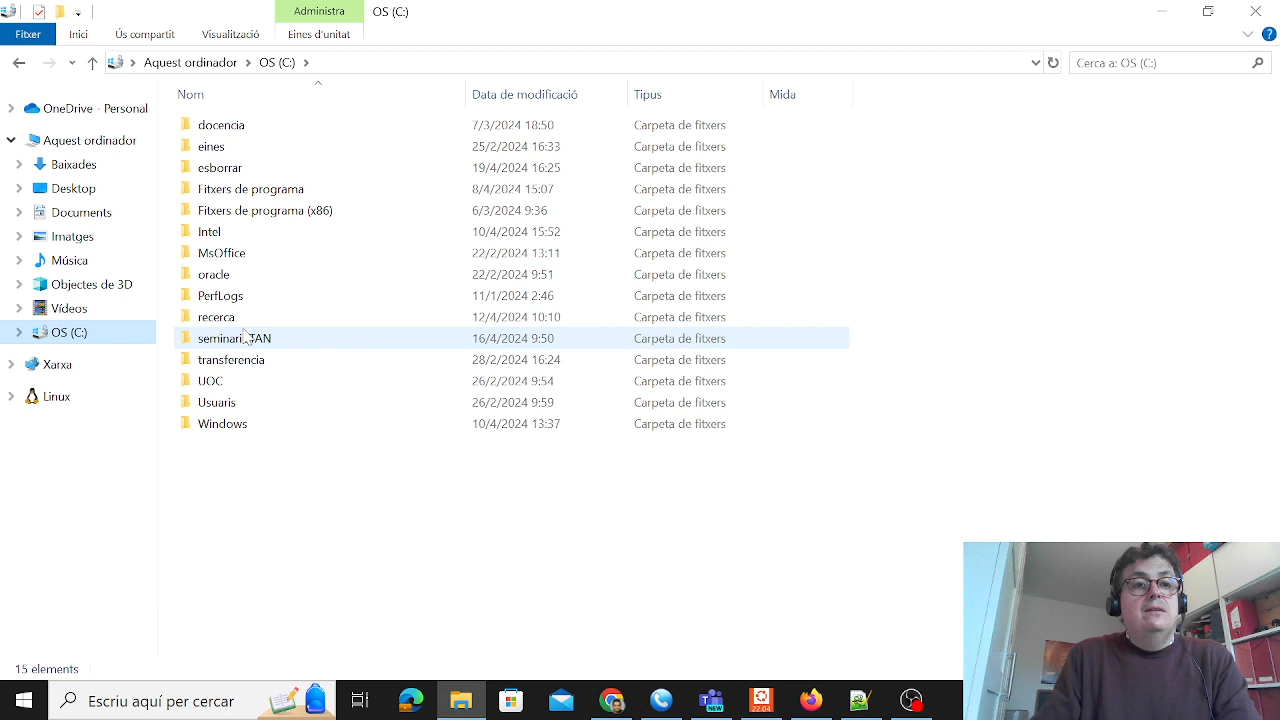 Administra
OS (C:)
Fitxer
Inici
Ús compartit
Visualització
Eines d'unitat
Aquest ordinador
OS (C:)
Cerca a: OS (C:)
Nom
Data de modificació
Tipus
Mida
OneDrive - Personal
Aquest ordinador
Baixades
Desktop
Documents
Imatges
Música
Objectes de 3D
Vídeos
OS (C:)
Xarxa
Linux
docencia 7/3/2024 18:50 Carpeta de fitxers
eines 25/2/2024 16:33 Carpeta de fitxers
esborrar 19/4/2024 16:25 Carpeta de fitxers
Fitxers de programa 8/4/2024 15:07 Carpeta de fitxers
Fitxers de programa (x86) 6/3/2024 9:36 Carpeta de fitxers
Intel 10/4/2024 15:52 Carpeta de fitxers
MsOffice 22/2/2024 13:11 Carpeta de fitxers
oracle 22/2/2024 9:51 Carpeta de fitxers
PerfLogs 11/1/2024 2:46 Carpeta de fitxers
recerca 12/4/2024 10:10 Carpeta de fitxers
16/4/2024 9:50 Carpeta de fitxers
transferencia 28/2/2024 16:24 Carpeta de fitxers
UOC 26/2/2024 9:54 Carpeta de fitxers
Usuaris 26/2/2024 9:59 Carpeta de fitxers
Windows 10/4/2024 13:37 Carpeta de fitxers
15 elements
Escriu aquí per cercar
NEW
22.04